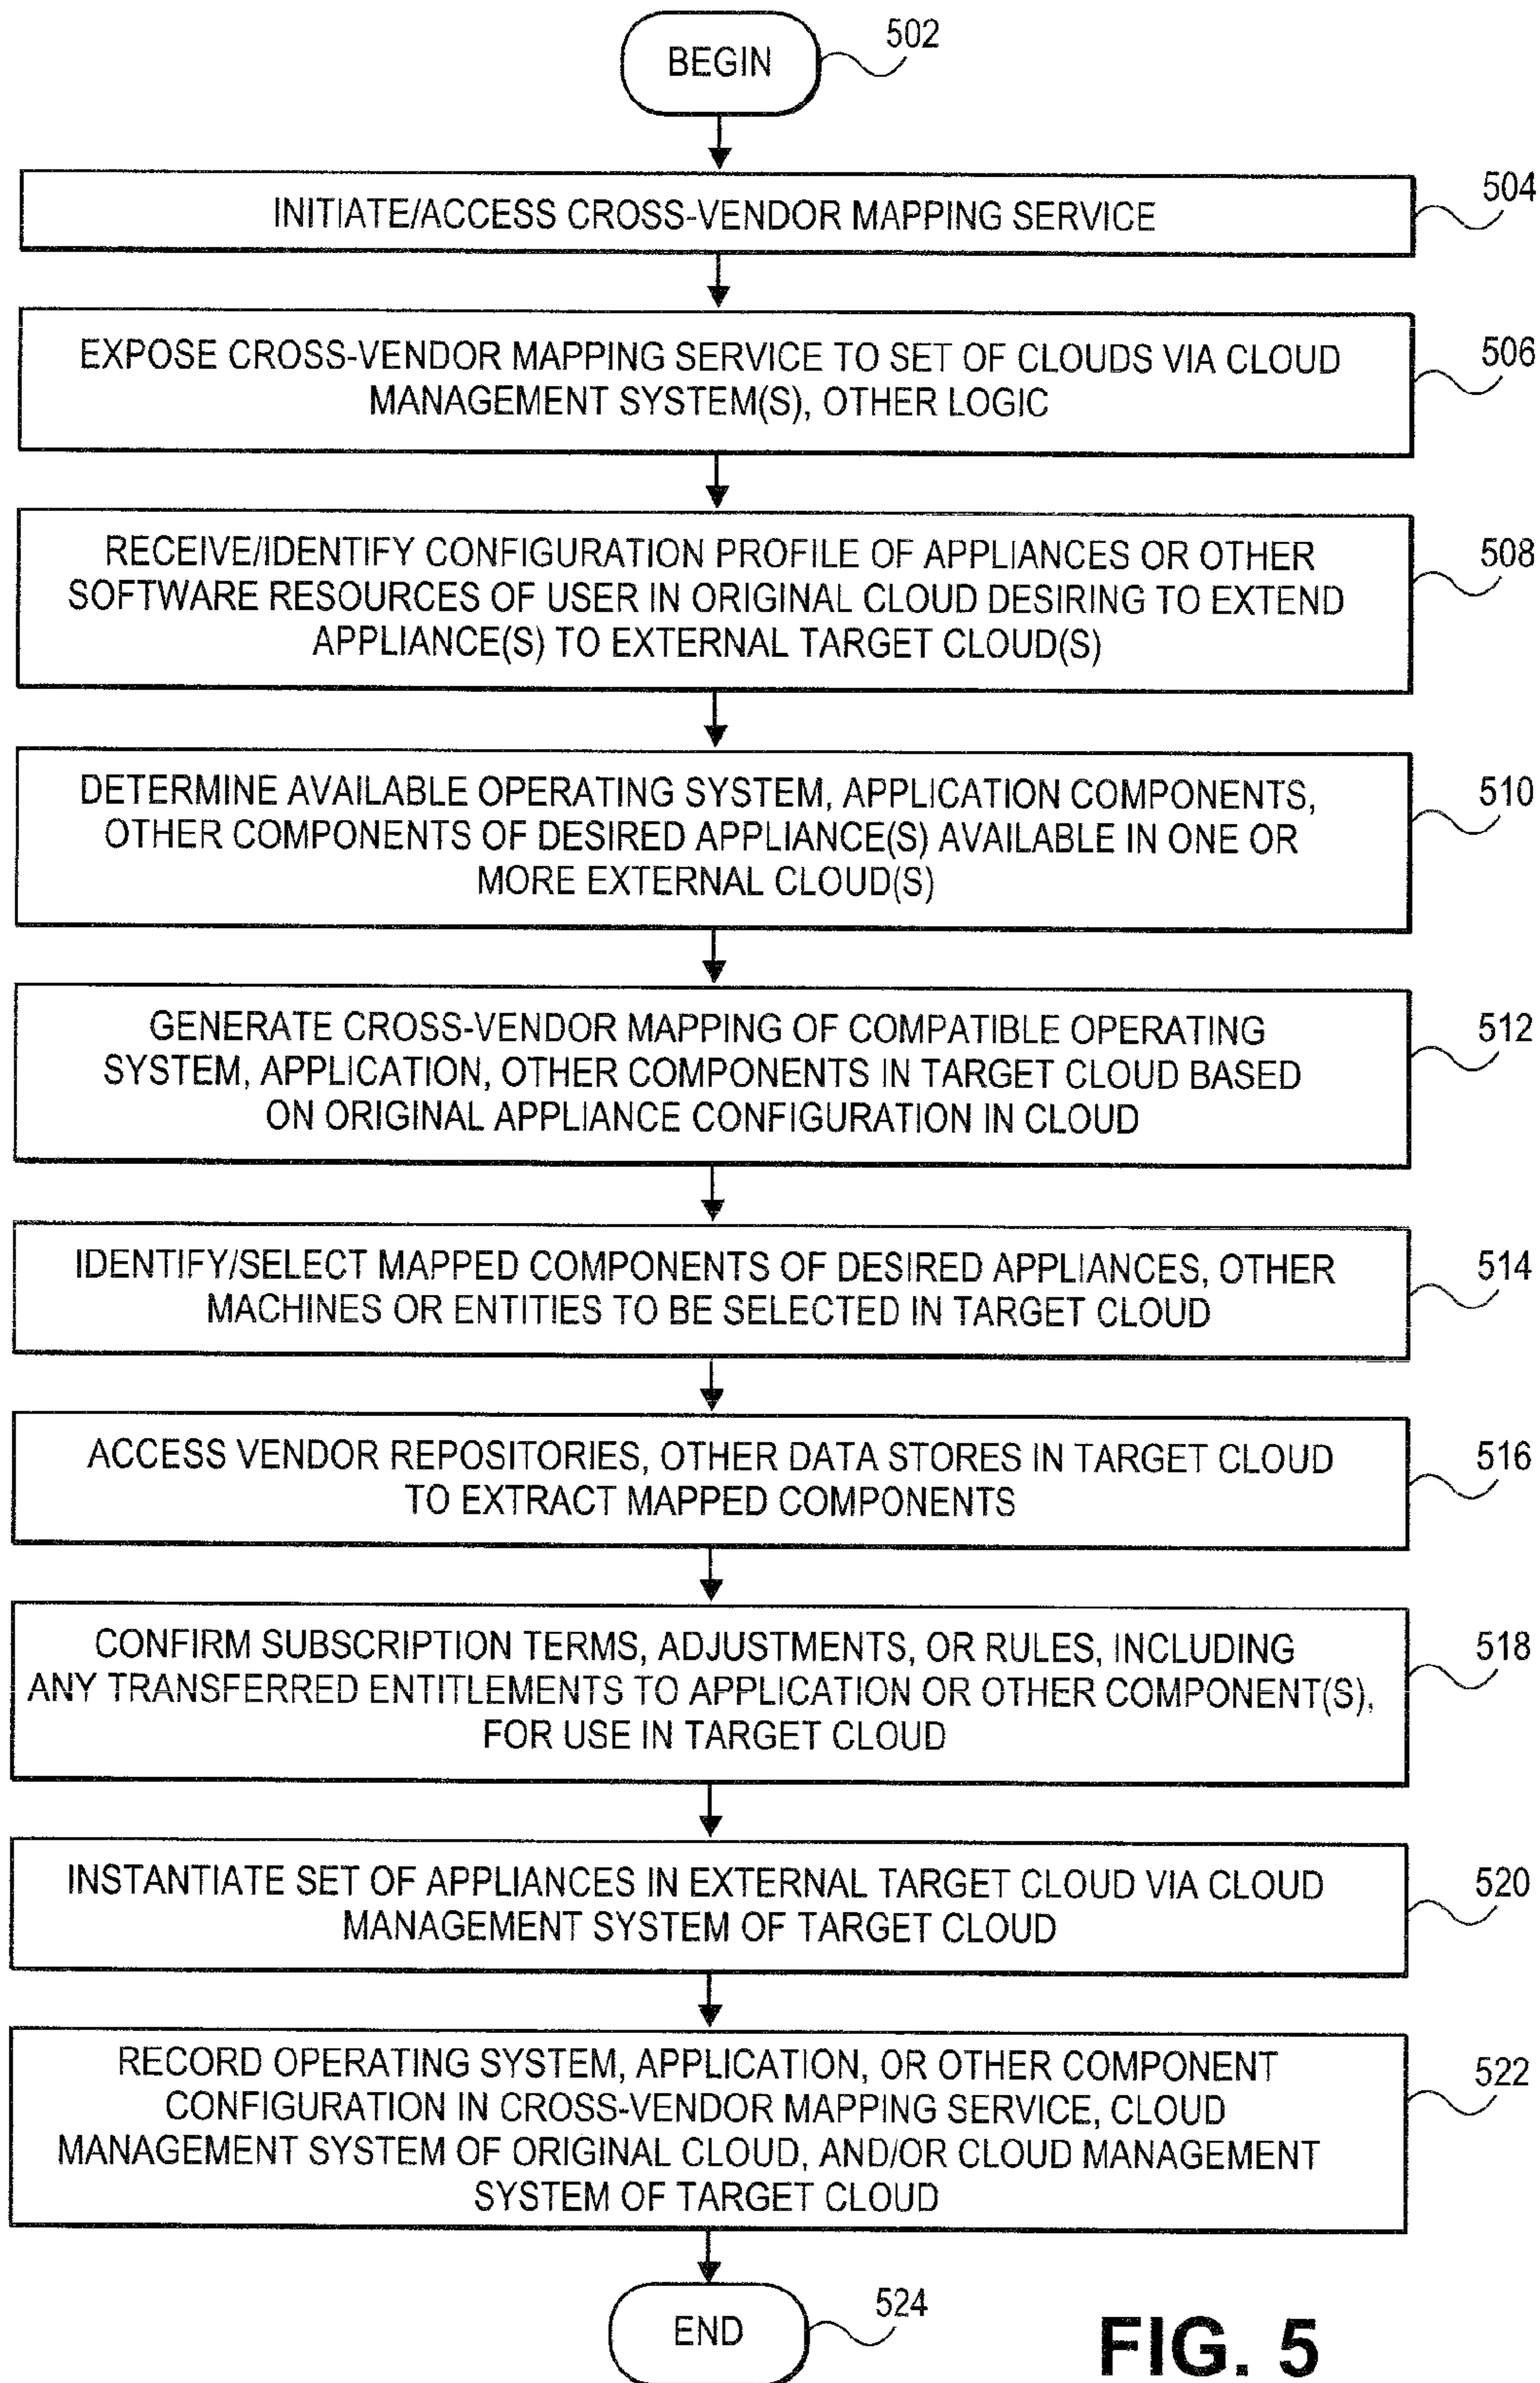 BEGIN
502
INITIATE/ACCESS CROSS-VENDOR MAPPING SERVICE
504
EXPOSE CROSS-VENDOR MAPPING SERVICE TO SET OF CLOUDS VIA CLOUD
MANAGEMENT SYSTEM(S), OTHER LOGIC
506
RECEIVE/IDENTIFY CONFIGURATION PROFILE OF APPLIANCES OR OTHER
SOFTWARE RESOURCES OF USER IN ORIGINAL CLOUD DESIRING TO EXTEND
APPLIANCE(S) TO EXTERNAL TARGET CLOUD(S)
508
DETERMINE AVAILABLE OPERATING SYSTEM, APPLICATION COMPONENTS,
OTHER COMPONENTS OF DESIRED APPLIANCE(S) AVAILABLE IN ONE OR
MORE EXTERNAL CLOUD(S)
510
GENERATE CROSS-VENDOR MAPPING OF COMPATIBLE OPERATING
SYSTEM, APPLICATION, OTHER COMPONENTS IN TARGET CLOUD BASED
ON ORIGINAL APPLIANCE CONFIGURATION IN CLOUD
512
IDENTIFY/SELECT MAPPED COMPONENTS OF DESIRED APPLIANCES, OTHER
MACHINES OR ENTITIES TO BE SELECTED IN TARGET CLOUD
514
ACCESS VENDOR REPOSITORIES, OTHER DATA STORES IN TARGET CLOUD
TO EXTRACT MAPPED COMPONENTS
516
CONFIRM SUBSCRIPTION TERMS, ADJUSTMENTS, OR RULES, INCLUDING
ANY TRANSFERRED ENTITLEMENTS TO APPLICATION OR OTHER COMPONENT(S),
FOR USE IN TARGET CLOUD
518
INSTANTIATE SET OF APPLIANCES IN EXTERNAL TARGET CLOUD VIA CLOUD
MANAGEMENT SYSTEM OF TARGET CLOUD
520
RECORD OPERATING SYSTEM, APPLICATION, OR OTHER COMPONENT
CONFIGURATION IN CROSS-VENDOR MAPPING SERVICE, CLOUD
MANAGEMENT SYSTEM OF ORIGINAL CLOUD, AND/OR CLOUD MANAGEMENT
SYSTEM OF TARGET CLOUD
522
END
524
FIG. 5